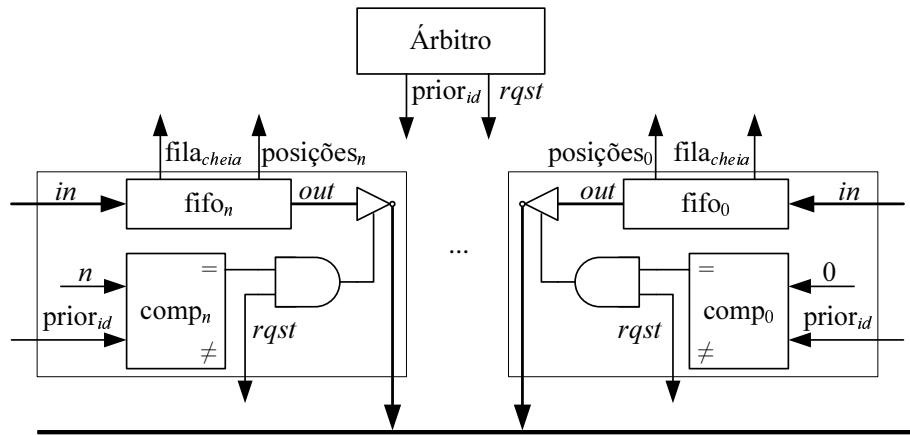 Árbitro
prior_id rqst
fila_cheia posições_n posições_0 fila_cheia
in fifo_n out out fifo_0 in
...
n = = 0
comp_n comp_0
prior_id rqst rqst prior_id
≠ ≠